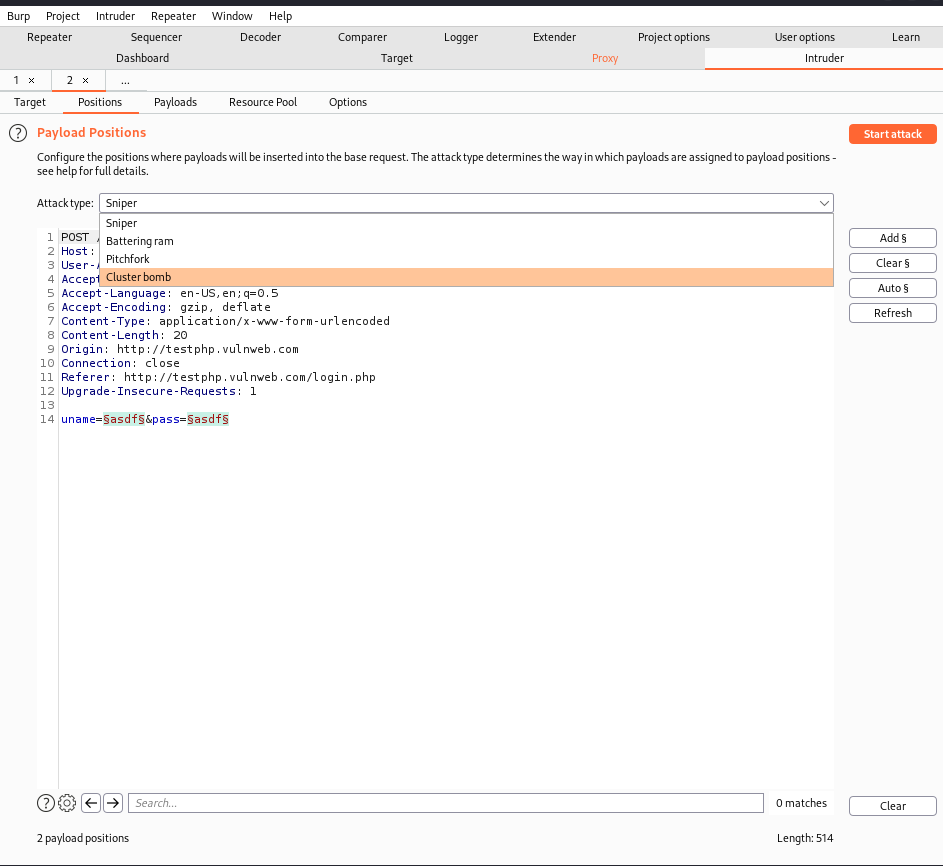 Burp Project Intruder Repeater Window Help
Repeater Sequencer Decoder Comparer Logger Extender Project options User options Learn
Dashboard Target Proxy Intruder
1 × 2 × ...
Target Positions Payloads Resource Pool Options
? Payload Positions Start attack
Configure the positions where payloads will be inserted into the base request. The attack type determines the way in which payloads are assigned to payload positions -
see help for full details.
Attack type: Sniper
Sniper
Battering ram
Pitchfork
Cluster bomb
Add §
Clear §
Auto §
Refresh
1 POST
2 Host:
3 User-
4 Accept
5 Accept-Language: en-US,en;q=0.5
6 Accept-Encoding: gzip, deflate
7 Content-Type: application/x-www-form-urlencoded
8 Content-Length: 20
9 Origin: http://testphp.vulnweb.com
10 Connection: close
11 Referer: http://testphp.vulnweb.com/login.php
12 Upgrade-Insecure-Requests: 1
13
14 uname=§asdf§&pass=§asdf§
? Search... 0 matches Clear
2 payload positions Length: 514